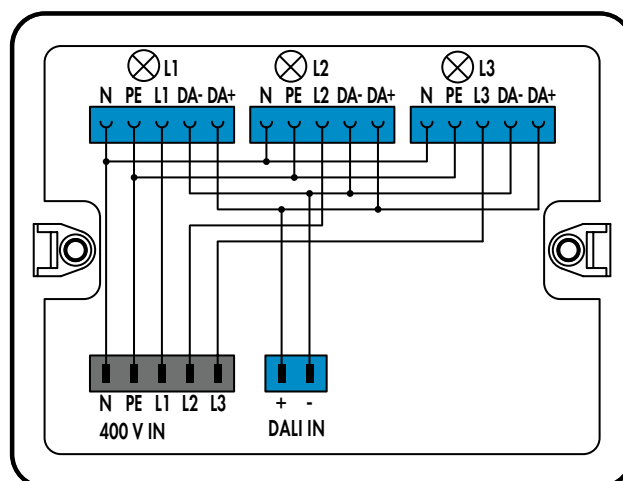 L1 L2 L3
N PE L1 DA- DA+ N PE L2 DA- DA+ N PE L3 DA- DA+
N PE L1 L2 L3 + -
400 V IN DALI IN